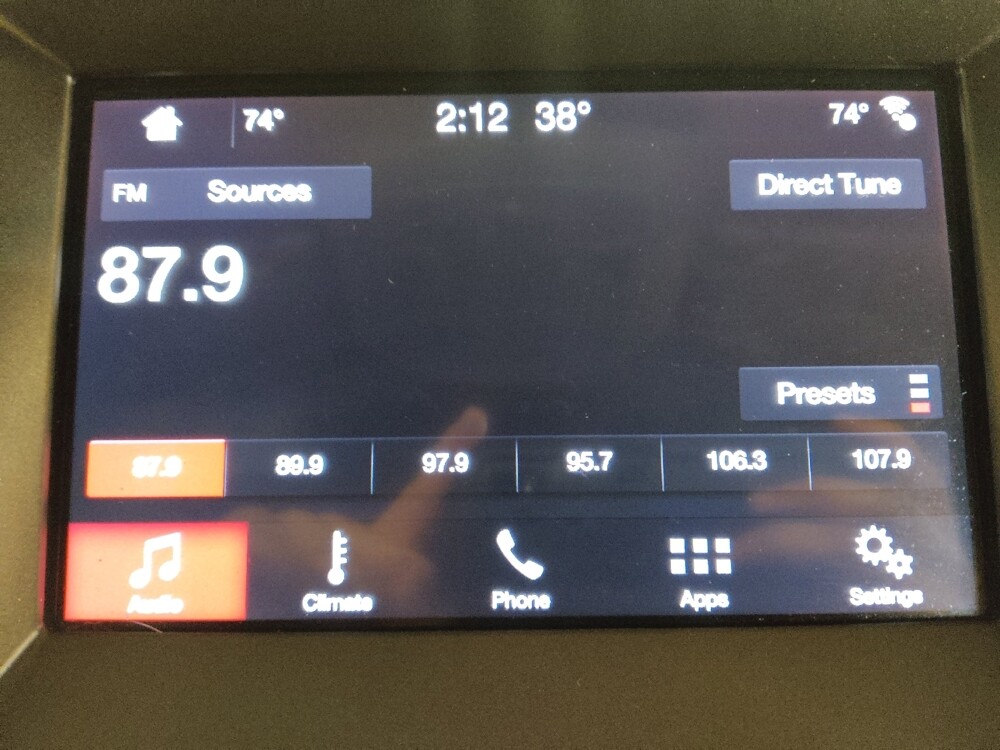 74° 2:12 38° 74°
FM Sources Direct Tune
87.9
Presets
87.9 89.9 97.9 95.7 106.3 107.9
Audio Climate Phone Apps Settings